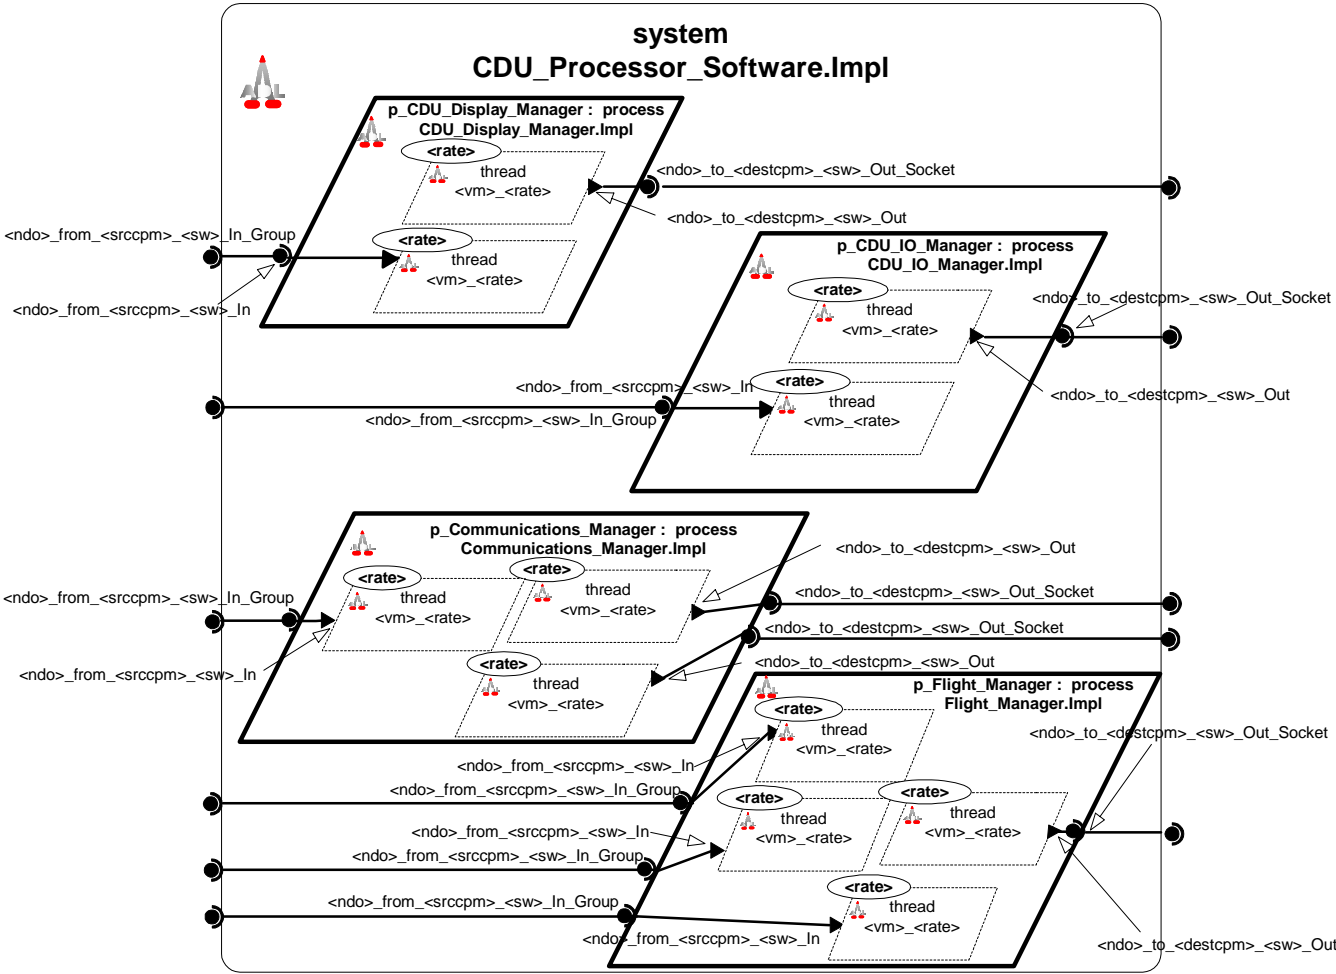 system
CDU_Processor_Software.Impl
p_CDU_Display_Manager : process
CDU_Display_Manager.Impl
<rate>
thread
<vm>_<rate>
<ndo>_to_<destcpm>_<sw>_Out_Socket
<ndo>_to_<destcpm>_<sw>_Out
<ndo>_from_<srccpm>_<sw>_In_Group
<rate>
thread
<vm>_<rate>
<ndo>_from_<srccpm>_<sw>_In
p_CDU_IO_Manager : process
CDU_IO_Manager.Impl
<rate>
thread
<vm>_<rate>
<ndo>_to_<destcpm>_<sw>_Out_Socket
<ndo>_from_<srccpm>_<sw>_In
<rate>
thread
<vm>_<rate>
<ndo>_to_<destcpm>_<sw>_Out
<ndo>_from_<srccpm>_<sw>_In_Group
p_Communications_Manager : process
Communications_Manager.Impl
<ndo>_to_<destcpm>_<sw>_Out
<rate>
thread
<vm>_<rate>
<rate>
thread
<vm>_<rate>
<ndo>_from_<srccpm>_<sw>_In_Group
<ndo>_to_<destcpm>_<sw>_Out_Socket
<ndo>_to_<destcpm>_<sw>_Out_Socket
<ndo>_from_<srccpm>_<sw>_In
<rate>
thread
<vm>_<rate>
<ndo>_to_<destcpm>_<sw>_Out
p_Flight_Manager : process
Flight_Manager.Impl
<rate>
thread
<vm>_<rate>
<ndo>_to_<destcpm>_<sw>_Out_Socket
<ndo>_from_<srccpm>_<sw>_In
<ndo>_from_<srccpm>_<sw>_In_Group
<rate>
thread
<vm>_<rate>
<rate>
thread
<vm>_<rate>
<ndo>_from_<srccpm>_<sw>_In
<ndo>_from_<srccpm>_<sw>_In_Group
<rate>
thread
<vm>_<rate>
<ndo>_from_<srccpm>_<sw>_In_Group
<ndo>_from_<srccpm>_<sw>_In
<ndo>_to_<destcpm>_<sw>_Out